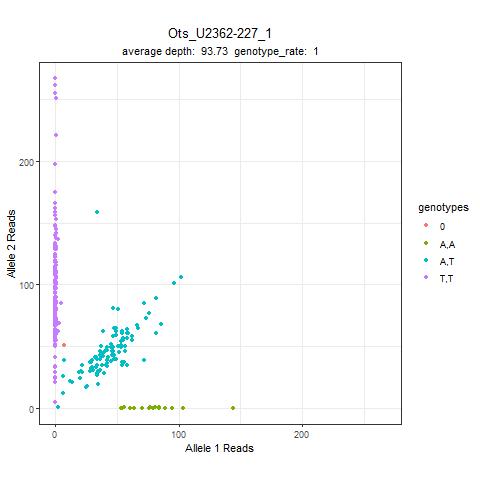 Ots_U2362-227_1
average depth:  93.73  genotype_rate:  1
Allele 2 Reads
200
100
0
0
100
200
Allele 1 Reads
genotypes
0
A,A
A,T
T,T